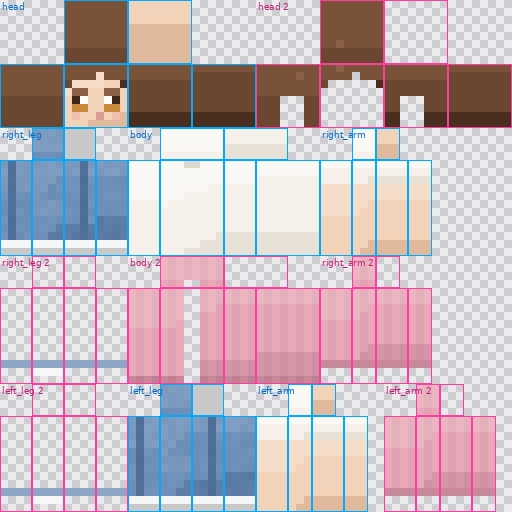 head
head 2
right_leg
body
right_arm
right_leg 2
body 2
right_arm 2
left_leg 2
left_leg
left_arm
left_arm 2